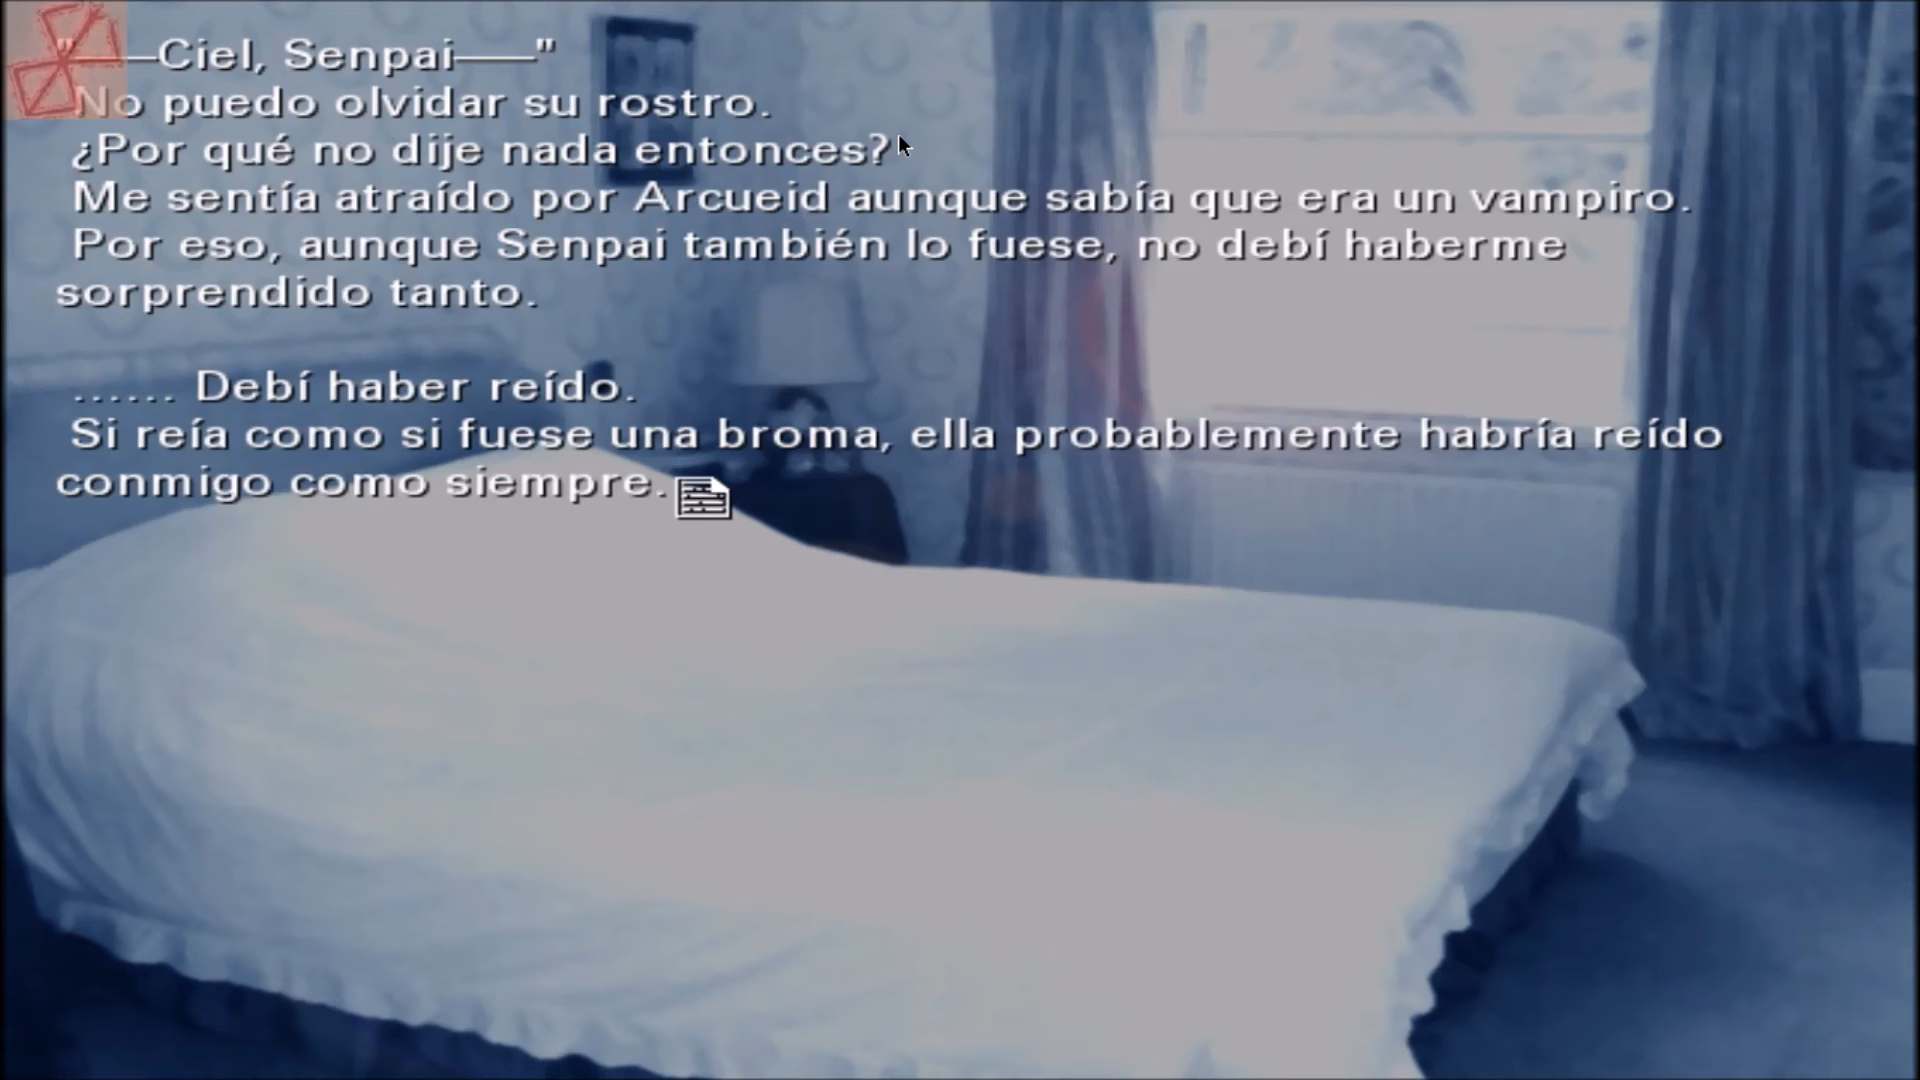 "——Ciel, Senpai——"
No puedo olvidar su rostro.
¿Por qué no dije nada entonces?
Me sentía atraído por Arcueid aunque sabía que era un vampiro.
Por eso, aunque Senpai también lo fuese, no debí haberme
sorprendido tanto.
...... Debí haber reído.
Si reía como si fuese una broma, ella probablemente habría reído
conmigo como siempre.